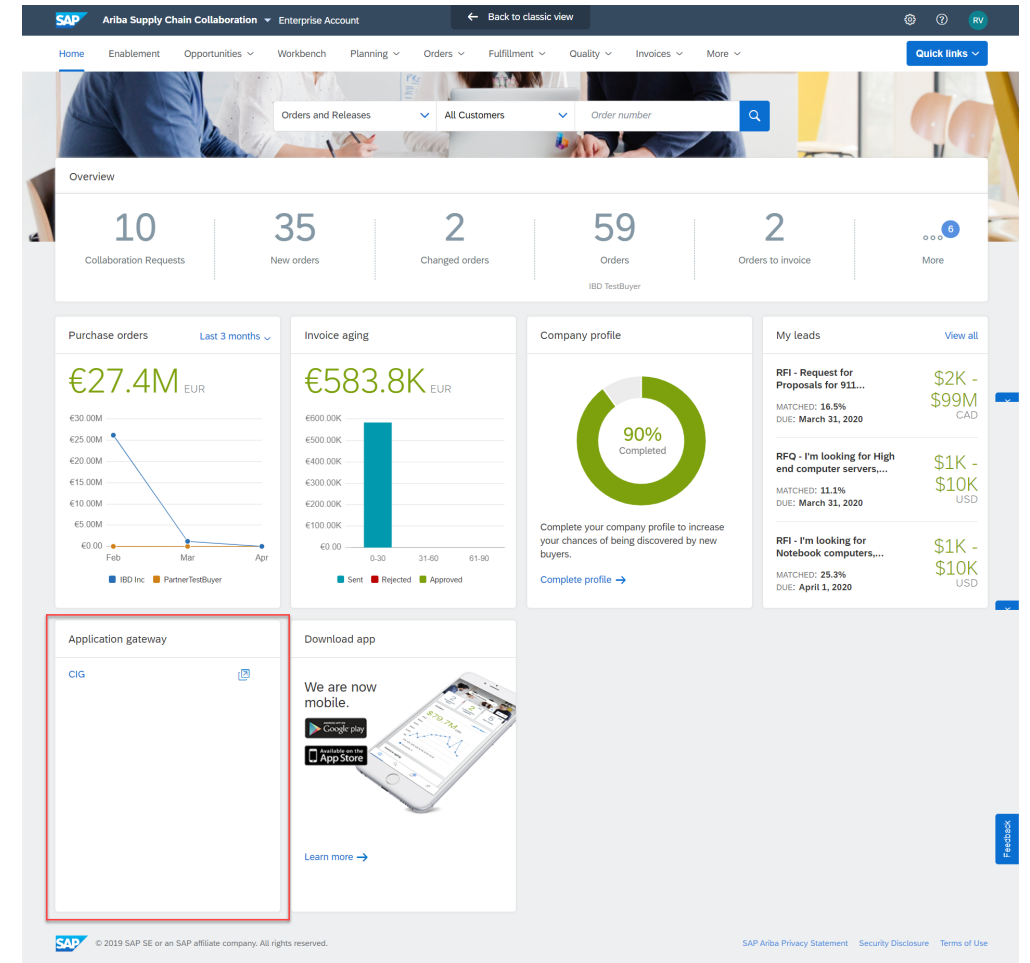 SAP Ariba Supply Chain Collaboration Enterprise Account
Back to classic view
RV
Home Enablement Opportunities Workbench Planning Orders Fulfillment Quality Invoices More
Quick links
Orders and Releases All Customers Order number
Overview
10 35 2 59 2 6
Collaboration Requests New orders Changed orders Orders Orders to invoice More
IBD TestBuyer
Purchase orders Last 3 months
€27.4M EUR
€30.00M
€25.00M
€20.00M
€15.00M
€10.00M
€5.00M
€0.00
Feb Mar Apr
IBD Inc PartnerTestBuyer
Invoice aging
€583.8K EUR
€600.00K
€500.00K
€400.00K
€300.00K
€200.00K
€100.00K
€0.00
0-30 31-60 61-90
Sent Rejected Approved
Company profile
90%
Completed
Complete your company profile to increase
your chances of being discovered by new
buyers.
Complete profile
My leads View all
RFI - Request for
Proposals for 911...
MATCHED: 16.5%
DUE: March 31, 2020
$2K -
$99M
CAD
RFQ - I'm looking for High
end computer servers,...
MATCHED: 11.1%
DUE: March 31, 2020
$1K -
$10K
USD
RFI - I'm looking for
Notebook computers,...
MATCHED: 25.3%
DUE: April 1, 2020
$1K -
$10K
USD
Application gateway
CIG
Download app
We are now
mobile.
Google play
Available on the
App Store
$79.7M
Learn more
Feedback
SAP © 2019 SAP SE or an SAP affiliate company. All rights reserved.
SAP Ariba Privacy Statement Security Disclosure Terms of Use